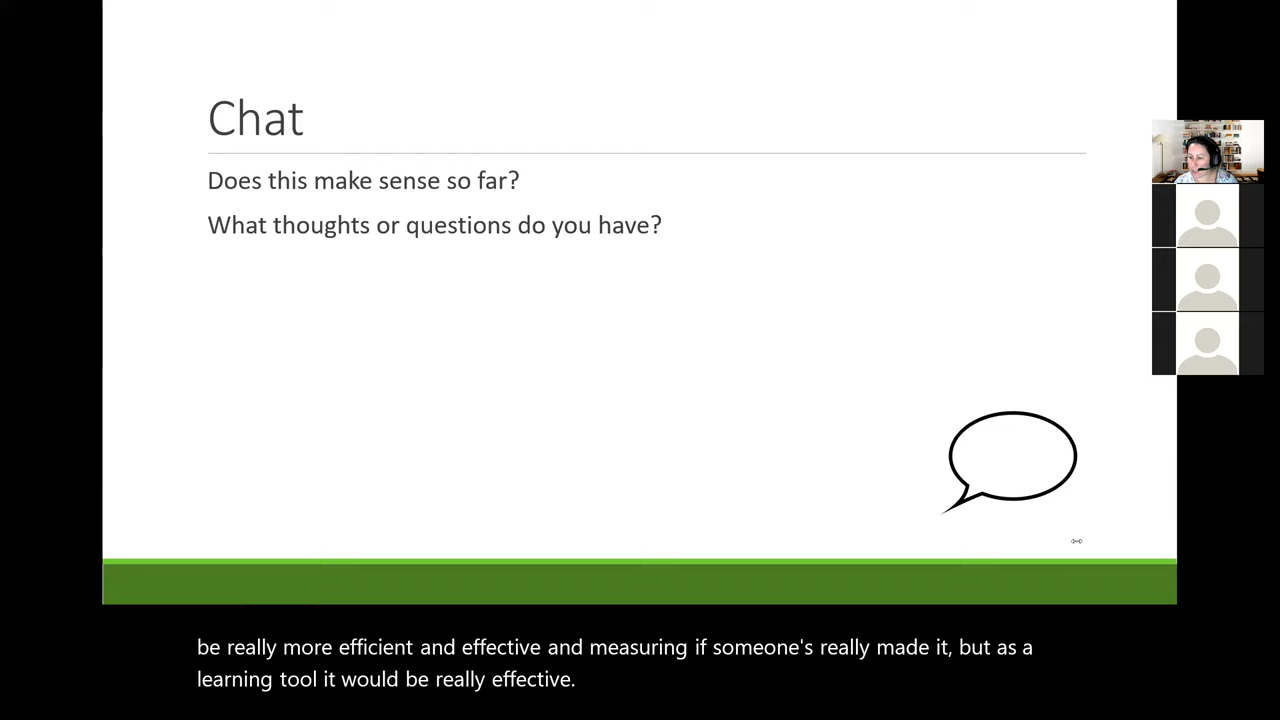 Chat
Does this make sense so far?
What thoughts or questions do you have?
be really more efficient and effective and measuring if someone's really made it, but as a
learning tool it would be really effective.